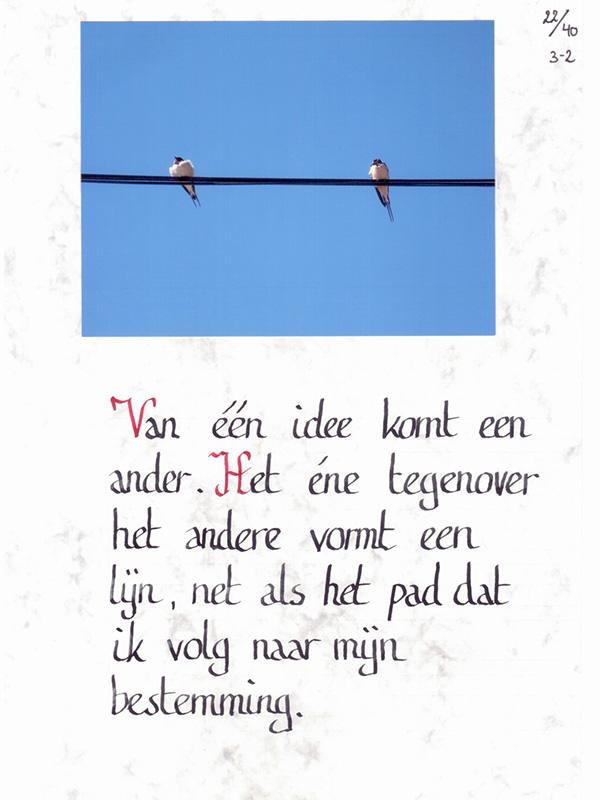 22/40
3-2
Van één idee komt een
ander. Het éne tegenover
het andere vormt een
lijn, net als het pad dat
ik volg naar mijn
bestemming.